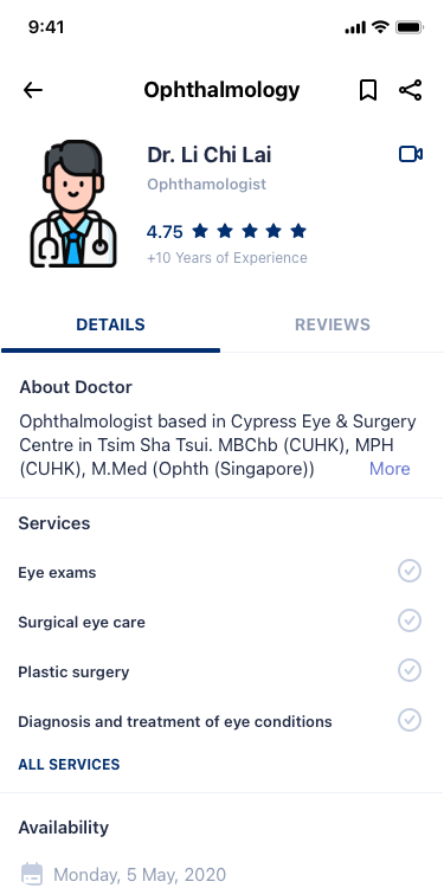 9:41
Ophthalmology
Dr. Li Chi Lai
Ophthamologist
4.75
+10 Years of Experience
DETAILS
REVIEWS
About Doctor
Ophthalmologist based in Cypress Eye & Surgery
Centre in Tsim Sha Tsui. MBChb (CUHK), MPH
(CUHK), M.Med (Ophth (Singapore)) More
Services
Eye exams
Surgical eye care
Plastic surgery
Diagnosis and treatment of eye conditions
ALL SERVICES
Availability
Monday, 5 May, 2020